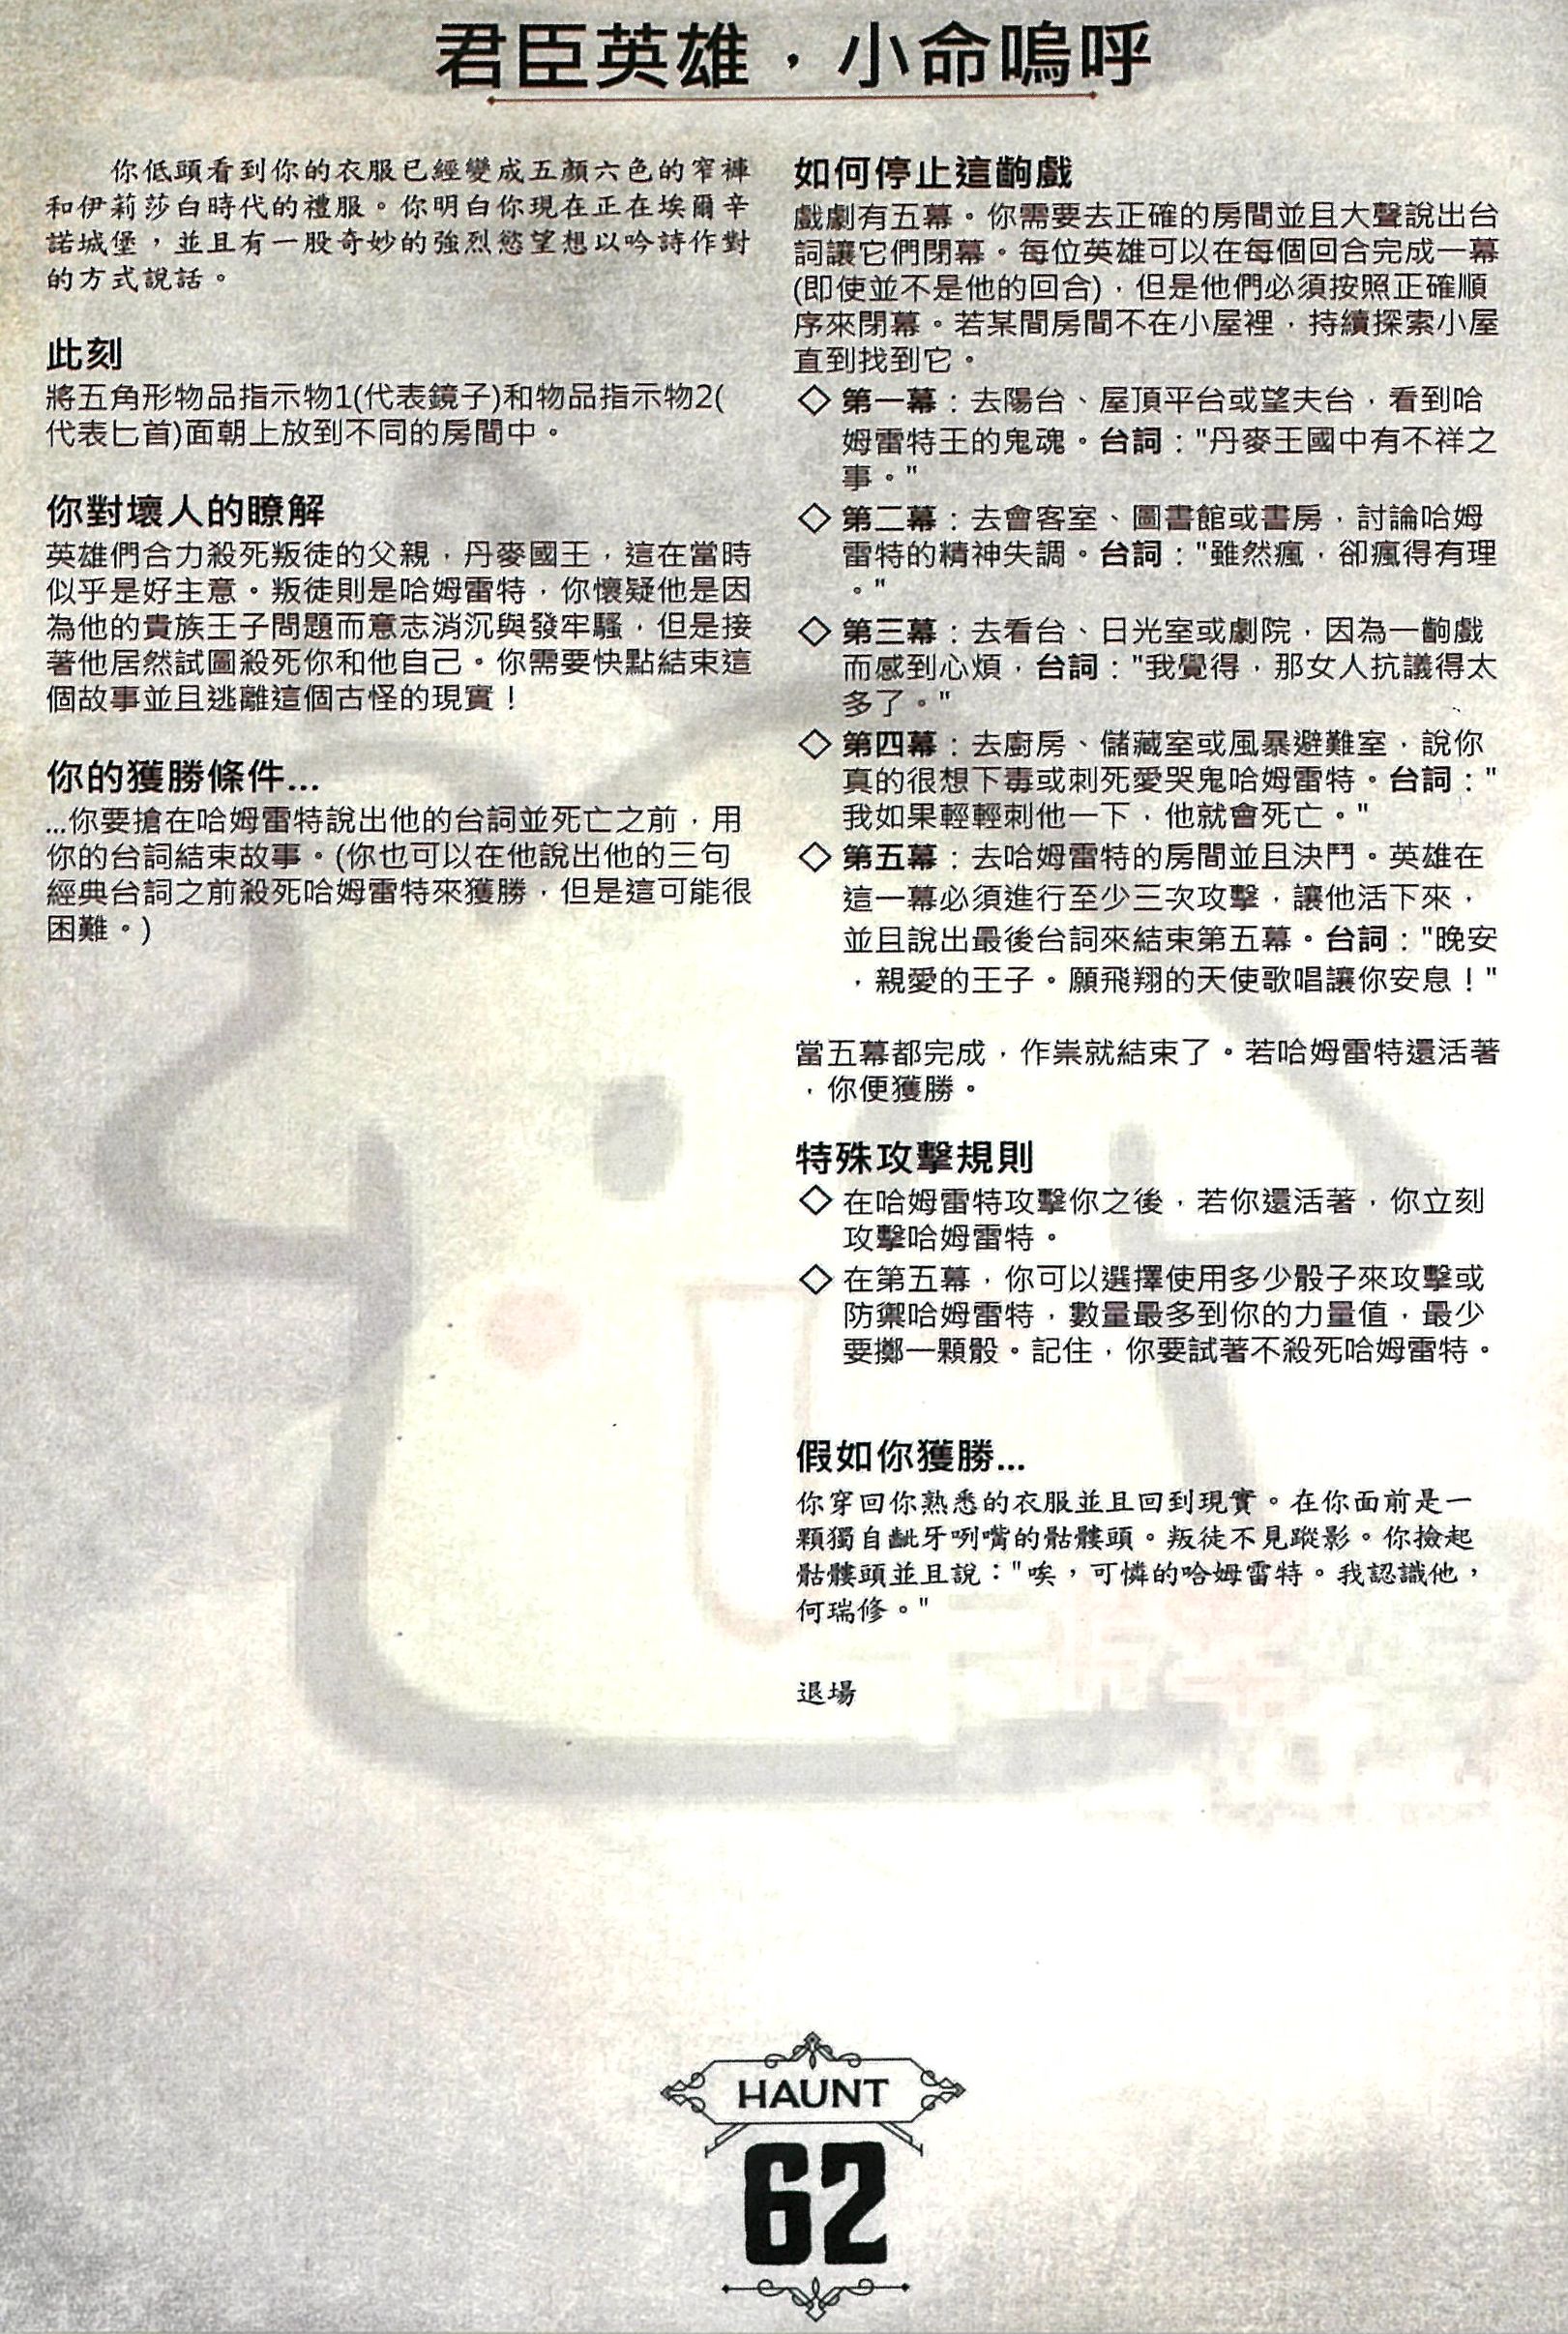 君臣英雄，小命嗚呼
你低頭看到你的衣服已經變成五顏六色的窄褲
和伊莉莎白時代的禮服。你明白你現在正在埃爾辛
諾城堡，並且有一股奇妙的強烈慾望想以吟詩作對
的方式說話。
此刻
將五角形物品指示物1(代表鏡子)和物品指示物2(
代表匕首)面朝上放到不同的房間中。
你對壞人的瞭解
英雄們合力殺死叛徒的父親，丹麥國王，這在當時
似乎是好主意。叛徒則是哈姆雷特，你懷疑他是因
為他的貴族王子問題而意志消沉與發牢騷，但是接
著他居然試圖殺死你和他自己。你需要快點結束這
個故事並且逃離這個古怪的現實！
你的獲勝條件...
...你要搶在哈姆雷特說出他的台詞並死亡之前，用
你的台詞結束故事。(你也可以在他說出他的三句
經典台詞之前殺死哈姆雷特來獲勝，但是這可能很
困難。)
如何停止這齣戲
戲劇有五幕。你需要去正確的房間並且大聲說出台
詞讓它們閉幕。每位英雄可以在每個回合完成一幕
(即使並不是他的回合)，但是他們必須按照正確順
序來閉幕。若某間房間不在小屋裡，持續探索小屋
直到找到它。
◇ 第一幕：去陽台、屋頂平台或望夫台，看到哈
姆雷特王的鬼魂。台詞："丹麥王國中有不祥之
事。"
◇ 第二幕：去會客室、圖書館或書房，討論哈姆
雷特的精神失調。台詞："雖然瘋，卻瘋得有理
。"
◇ 第三幕：去看台、日光室或劇院，因為一齣戲
而感到心煩，台詞："我覺得，那女人抗議得太
多了。"
◇ 第四幕：去廚房、儲藏室或風暴避難室，說你
真的很想下毒或刺死愛哭鬼哈姆雷特。台詞："
我如果輕輕刺他一下，他就會死亡。"
◇ 第五幕：去哈姆雷特的房間並且決鬥。英雄在
這一幕必須進行至少三次攻擊，讓他活下來，
並且說出最後台詞來結束第五幕。台詞："晚安
，親愛的王子。願飛翔的天使歌唱讓你安息！"
當五幕都完成，作祟就結束了。若哈姆雷特還活著
，你便獲勝。
特殊攻擊規則
◇ 在哈姆雷特攻擊你之後，若你還活著，你立刻
攻擊哈姆雷特。
◇ 在第五幕，你可以選擇使用多少骰子來攻擊或
防禦哈姆雷特，數量最多到你的力量值，最少
要擲一顆骰。記住，你要試著不殺死哈姆雷特。
假如你獲勝...
你穿回你熟悉的衣服並且回到現實。在你面前是一
顆獨自齜牙咧嘴的骷髏頭。叛徒不見蹤影。你撿起
骷髏頭並且說："唉，可憐的哈姆雷特。我認識他，
何瑞修。"
退場
HAUNT
62